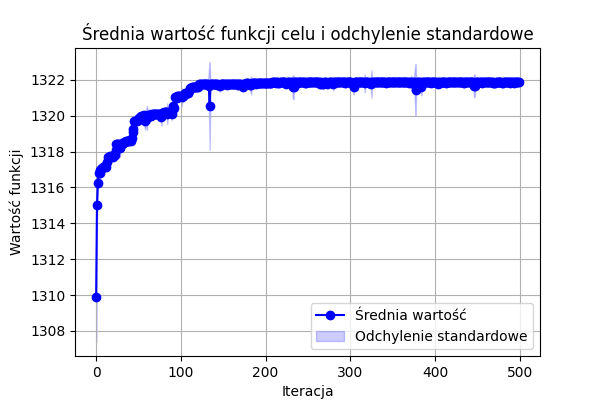 Średnia wartość funkcji celu i odchylenie standardowe
1322
1320
1318
1316
1314
1312
1310
1308
Wartość funkcji
Średnia wartość
Odchylenie standardowe
0 100 200 300 400 500
Iteracja